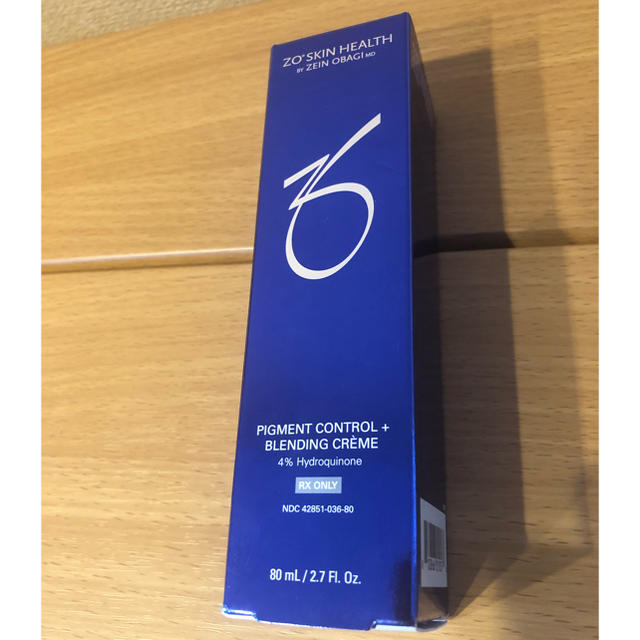 ZO® SKIN HEALTH
BY ZEIN OBAGI MD
ZO
PIGMENT CONTROL +
BLENDING CRÈME
4% Hydroquinone
RX ONLY
NDC 42851-036-80
80 mL / 2.7 Fl. Oz.